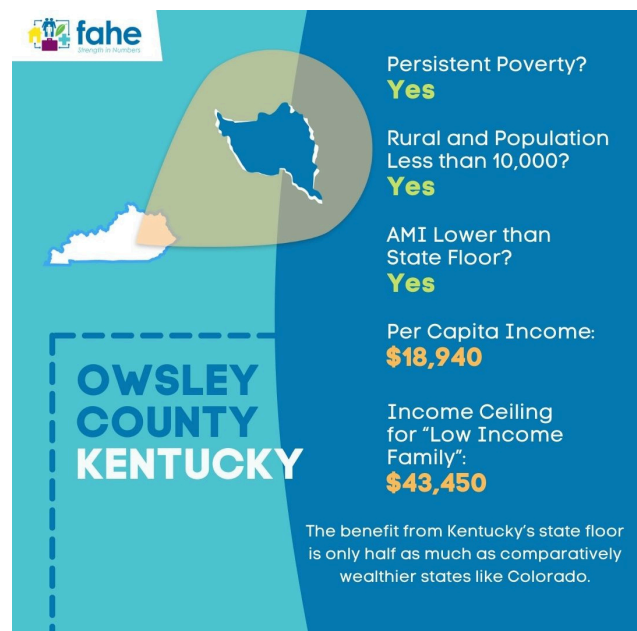 fahe
Strength in Numbers
OWSLEY
COUNTY
KENTUCKY
Persistent Poverty?
Yes
Rural and Population
Less than 10,000?
Yes
AMI Lower than
State Floor?
Yes
Per Capita Income:
$18,940
Income Ceiling
for “Low Income
Family”:
$43,450
The benefit from Kentucky’s state floor
is only half as much as comparatively
wealthier states like Colorado.